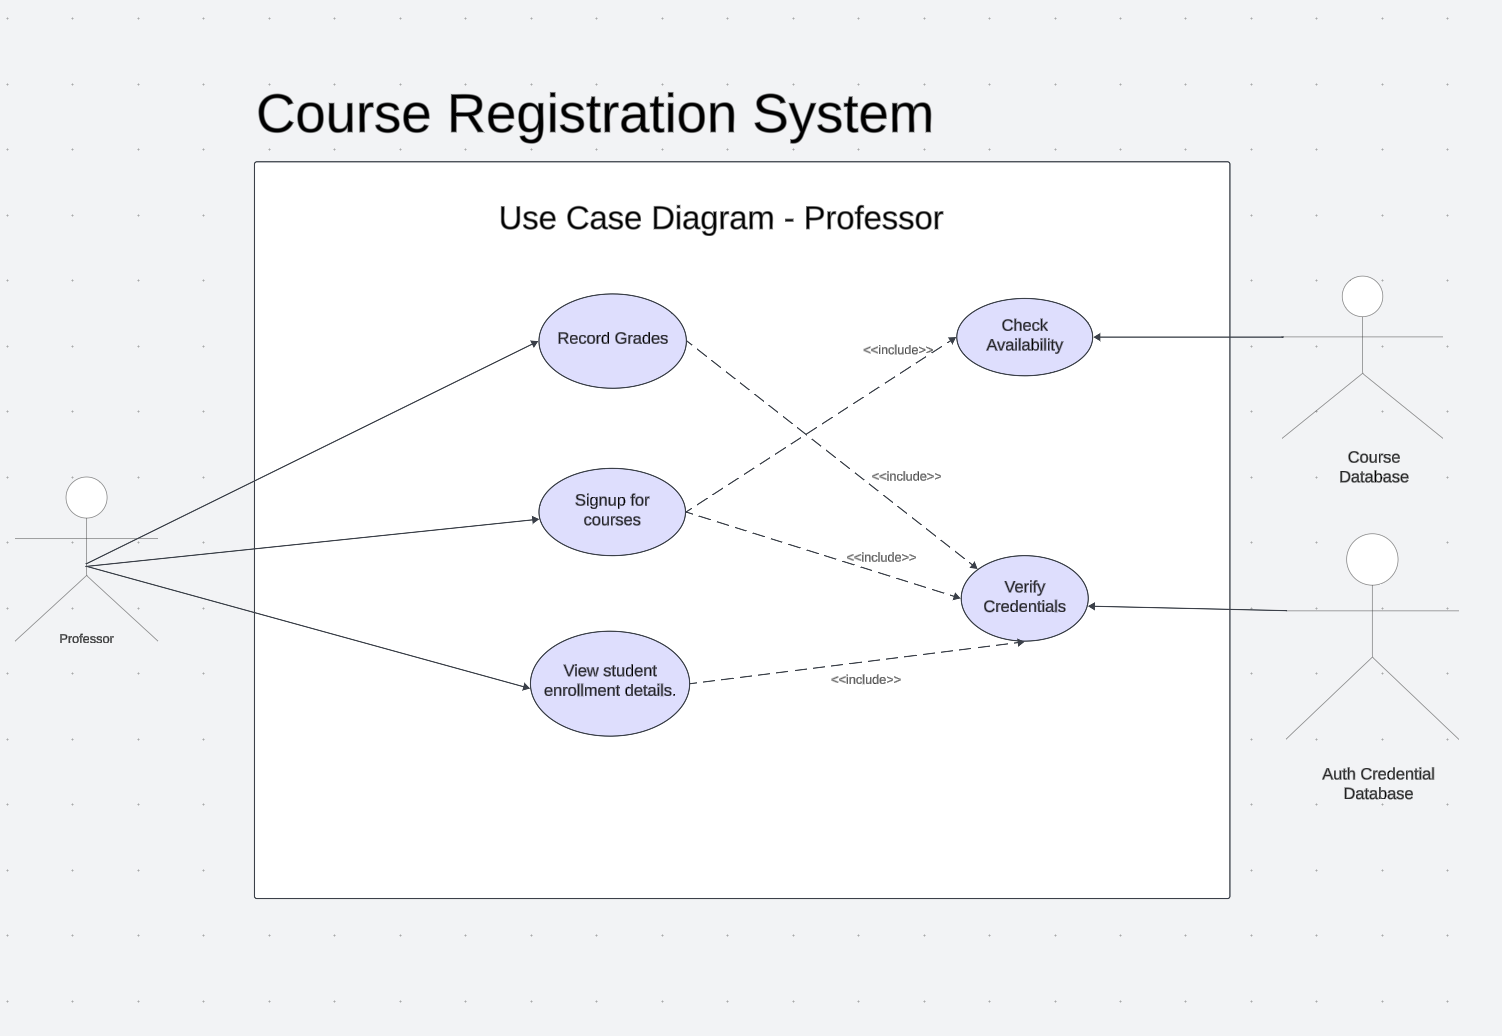 Course Registration System
Use Case Diagram - Professor
Record Grades
Check
Availability
<<include>>
Course
Database
<<include>>
Signup for
courses
<<include>>
Verify
Credentials
Professor
View student
enrollment details.
<<include>>
Auth Credential
Database